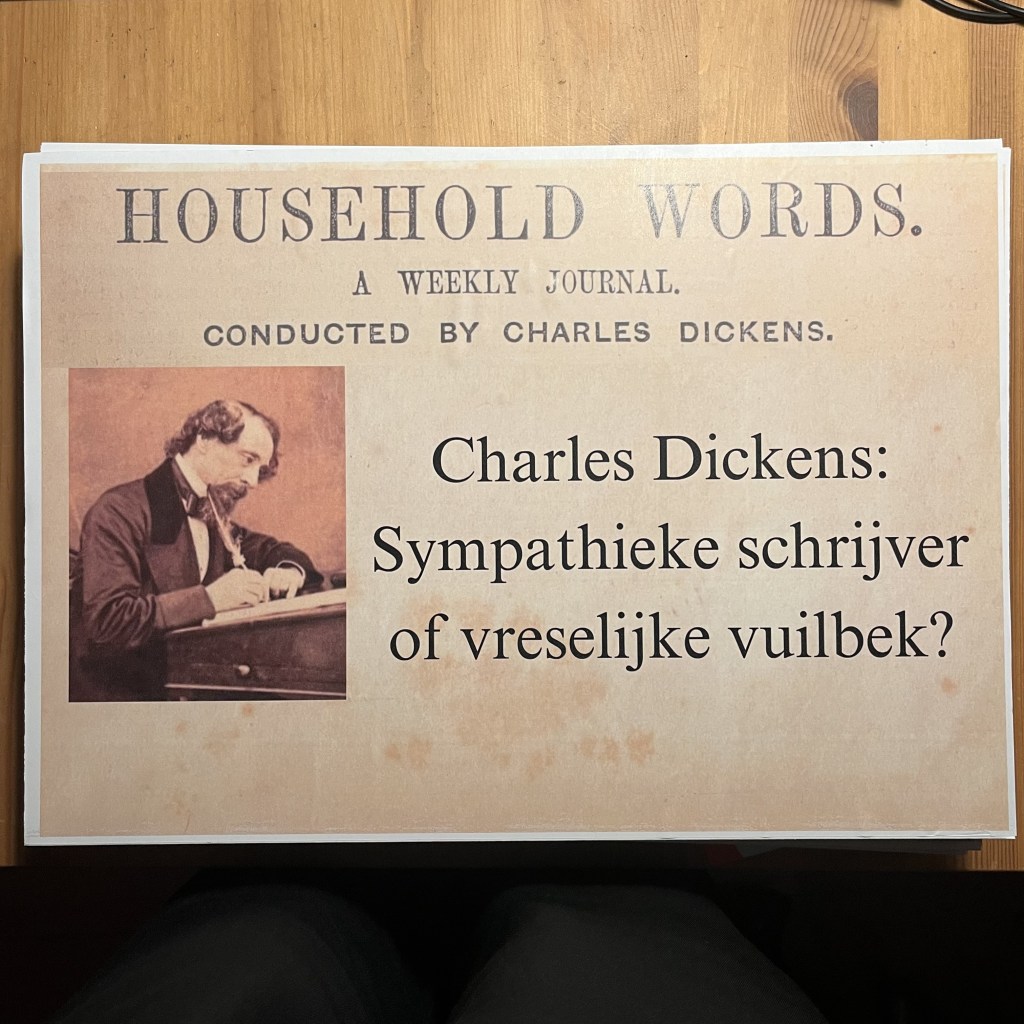 HOUSEHOLD WORDS.
A WEEKLY JOURNAL.
CONDUCTED BY CHARLES DICKENS.
Charles Dickens:
Sympathieke schrijver
of vreselijke vuilbek?